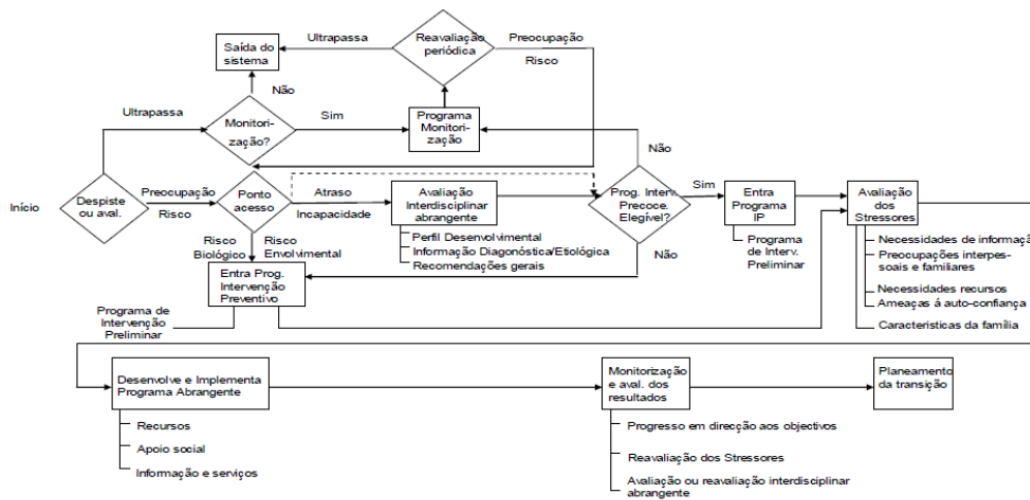 Ultrapassa
Saída do
sistema
Reavaliação
periódica
Preocupação
Risco
Não
Ultrapassa
Monitori-
zação?
Sim
Programa
Monitori-
zação
Não
Início
Despiste
ou aval.
Preocupação
Risco
Ponto
acesso
Atraso
Incapacidade
Avaliação
Interdisciplinar
abrangente
Prog. Interv.
Precoce.
Elegível?
Sim
Entra
Programa
IP
Avaliação
dos
Stressores
Risco
Biológico
Risco
Envolvimental
Perfil Desenvolvimental
Informação Diagnóstica/Etiológica
Recomendações gerais
Não
Programa
de Interv.
Preliminar
Necessidades de informaçã
Preocupações interpes-
soais e familiares
Necessidades recursos
Ameaças á auto-confiança
Caracteristicas da família
Entra Prog.
Intervenção
Preventivo
Programa de
Intervenção
Preliminar
Desenvolve e Implementa
Programa Abrangente
Monitorização
e aval. dos
resultados
Planeamento
da transição
Recursos
Apoio social
Informação e serviços
Progresso em direcção aos objectivos
Reavaliação dos Stressores
Avaliação ou reavaliação interdisciplinar
abrangente